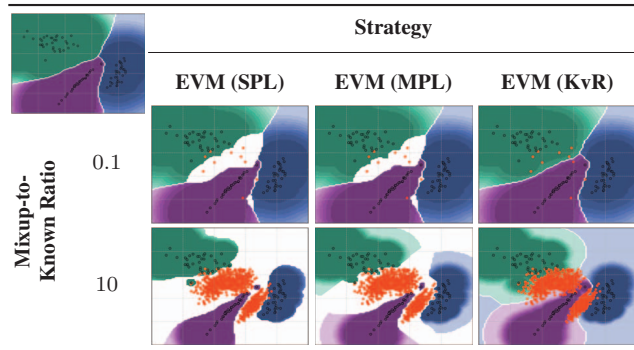 Strategy
EVM (SPL) EVM (MPL) EVM (KvR)
Mixup-to-
Known Ratio
0.1
10